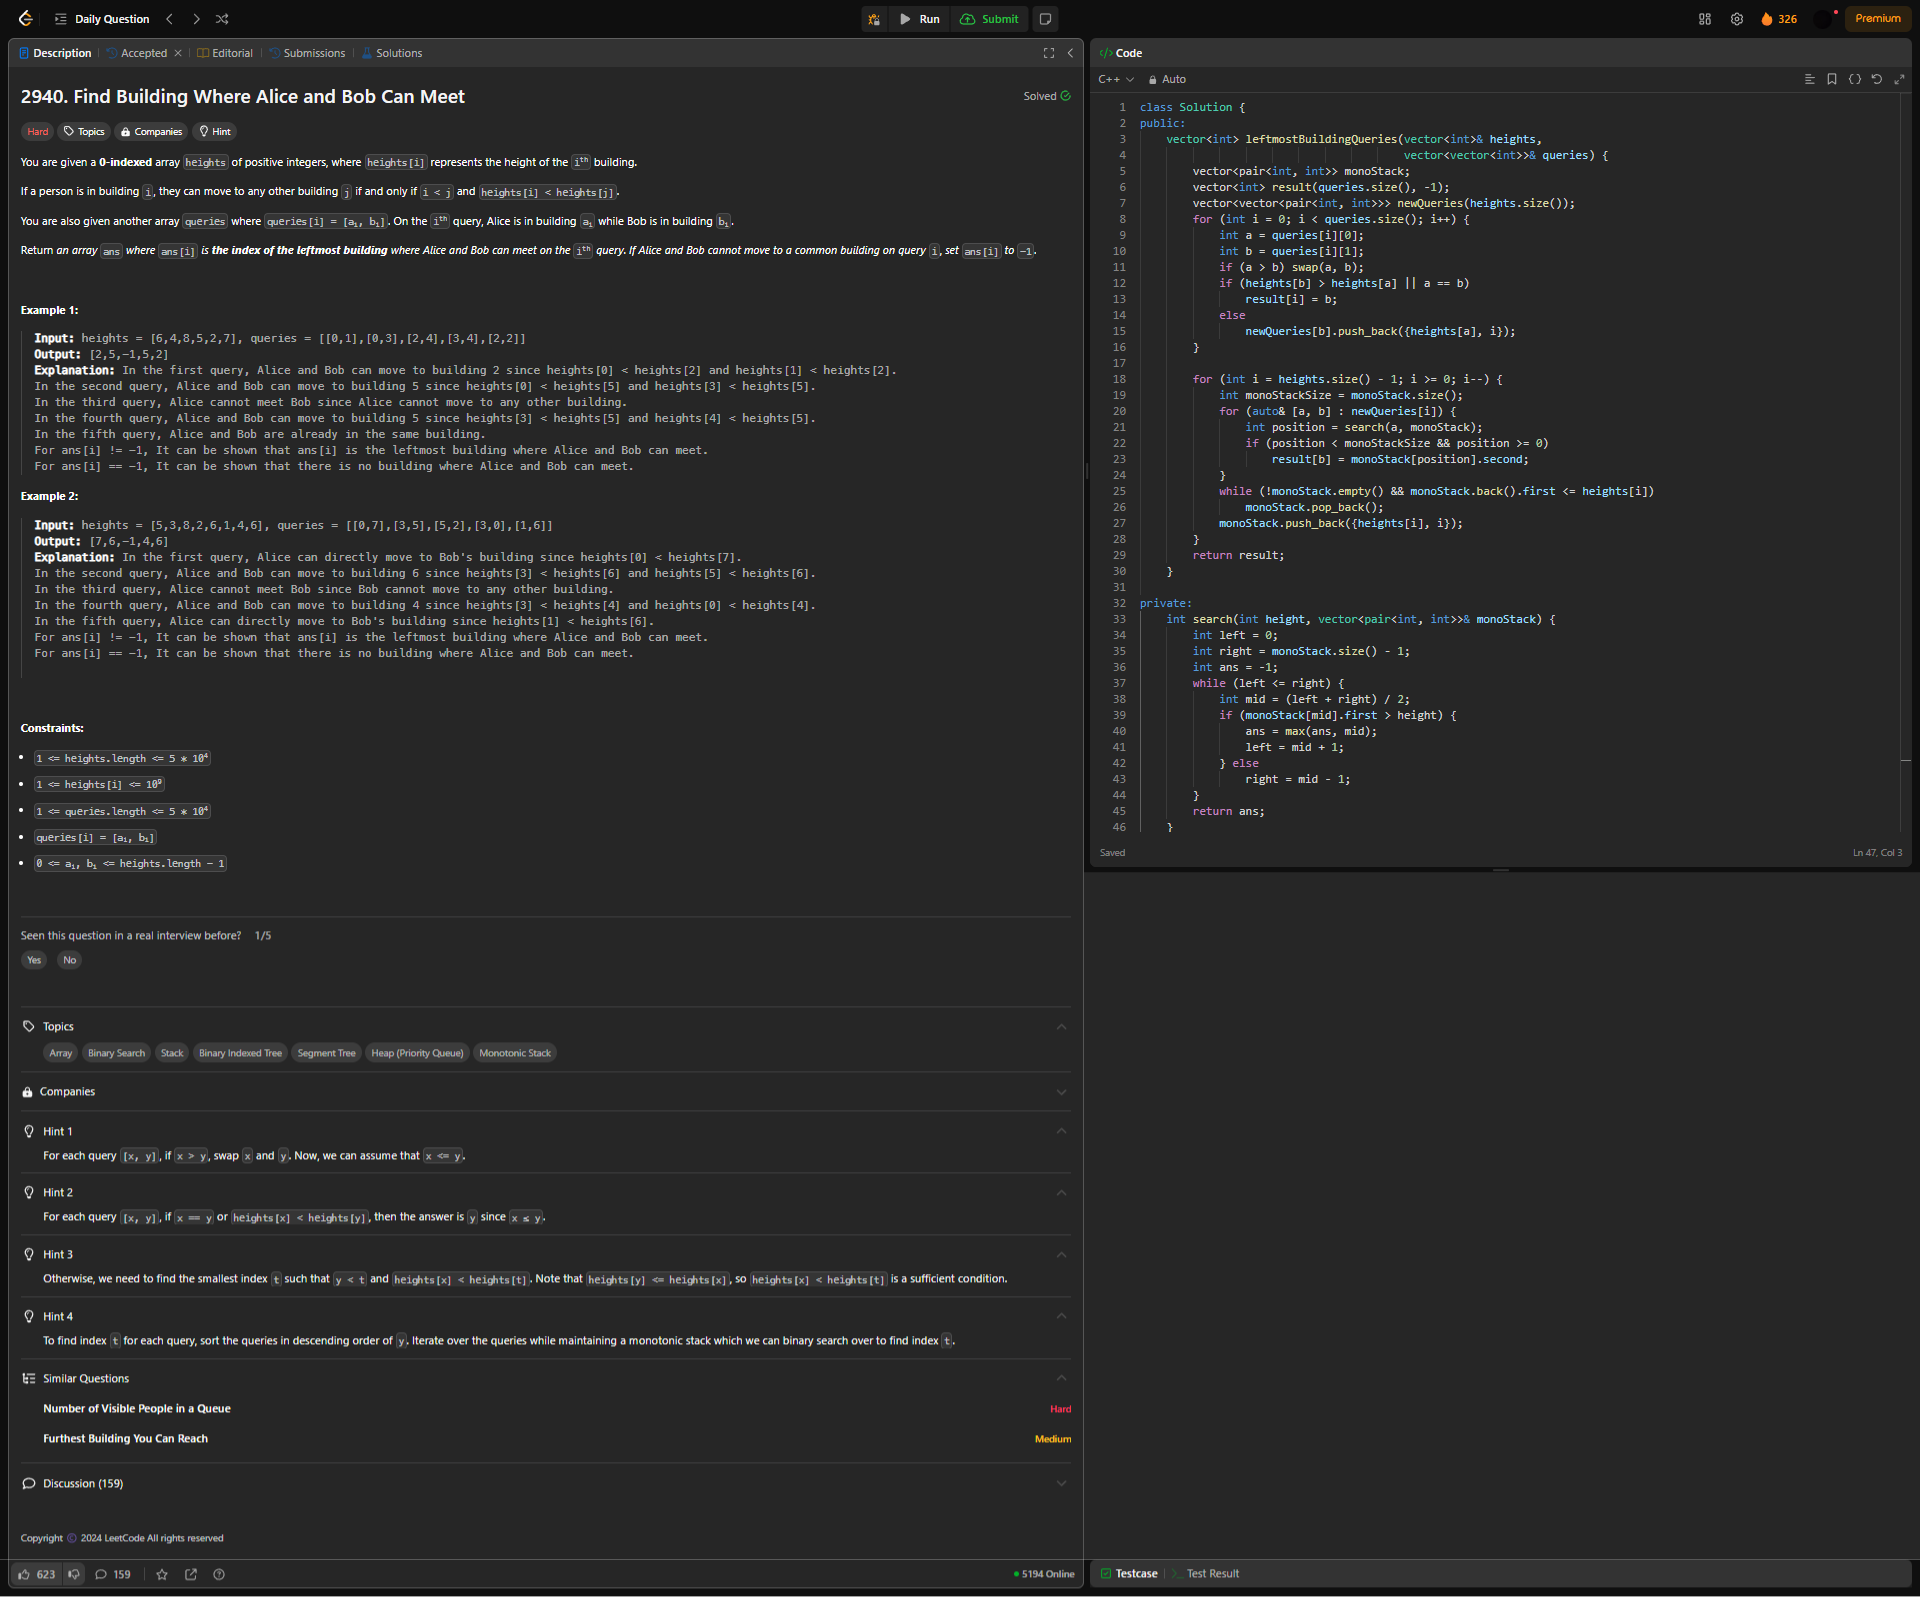 Daily Question
Run
Submit
326
Premium
Description
Accepted
Editorial
Submissions
Solutions
2940. Find Building Where Alice and Bob Can Meet
Solved
Hard
Topics
Companies
Hint
You are given a 0-indexed array heights of positive integers, where heights[i] represents the height of the iᵗʰ building.
If a person is in building i, they can move to any other building j if and only if i < j and heights[i] < heights[j].
You are also given another array queries where queries[i] = [aᵢ, bᵢ]. On the iᵗʰ query, Alice is in building aᵢ while Bob is in building bᵢ.
Return an array ans where ans[i] is the index of the leftmost building where Alice and Bob can meet on the iᵗʰ query. If Alice and Bob cannot move to a common building on query i, set ans[i] to -1.
Example 1:
Input: heights = [6,4,8,5,2,7], queries = [[0,1],[0,3],[2,4],[3,4],[2,2]]
Output: [2,5,-1,5,2]
Explanation: In the first query, Alice and Bob can move to building 2 since heights[0] < heights[2] and heights[1] < heights[2].
In the second query, Alice and Bob can move to building 5 since heights[0] < heights[5] and heights[3] < heights[5].
In the third query, Alice cannot meet Bob since Alice cannot move to any other building.
In the fourth query, Alice and Bob can move to building 5 since heights[3] < heights[5] and heights[4] < heights[5].
In the fifth query, Alice and Bob are already in the same building.
For ans[i] != -1, It can be shown that ans[i] is the leftmost building where Alice and Bob can meet.
For ans[i] == -1, It can be shown that there is no building where Alice and Bob can meet.
Example 2:
Input: heights = [5,3,8,2,6,1,4,6], queries = [[0,7],[3,5],[5,2],[3,0],[1,6]]
Output: [7,6,-1,4,6]
Explanation: In the first query, Alice can directly move to Bob's building since heights[0] < heights[7].
In the second query, Alice and Bob can move to building 6 since heights[3] < heights[6] and heights[5] < heights[6].
In the third query, Alice cannot meet Bob since Bob cannot move to any other building.
In the fourth query, Alice and Bob can move to building 4 since heights[3] < heights[4] and heights[0] < heights[4].
In the fifth query, Alice can directly move to Bob's building since heights[1] < heights[6].
For ans[i] != -1, It can be shown that ans[i] is the leftmost building where Alice and Bob can meet.
For ans[i] == -1, It can be shown that there is no building where Alice and Bob can meet.
Constraints:
• 1 <= heights.length <= 5 * 10⁴
• 1 <= heights[i] <= 10⁹
• 1 <= queries.length <= 5 * 10⁴
• queries[i] = [aᵢ, bᵢ]
• 0 <= aᵢ, bᵢ <= heights.length - 1
Seen this question in a real interview before? 1/5
Yes
No
Topics
Array
Binary Search
Stack
Binary Indexed Tree
Segment Tree
Heap (Priority Queue)
Monotonic Stack
Companies
Hint 1
For each query [x, y], if x > y, swap x and y. Now, we can assume that x <= y.
Hint 2
For each query [x, y], if x == y or heights[x] < heights[y], then the answer is y since x ≤ y.
Hint 3
Otherwise, we need to find the smallest index t such that y < t and heights[x] < heights[t]. Note that heights[y] <= heights[x], so heights[x] < heights[t] is a sufficient condition.
Hint 4
To find index t for each query, sort the queries in descending order of y. Iterate over the queries while maintaining a monotonic stack which we can binary search over to find index t.
Similar Questions
Number of Visible People in a Queue
Hard
Furthest Building You Can Reach
Medium
Discussion (159)
Copyright © 2024 LeetCode All rights reserved
623
159
5194 Online
</> Code
C++
Auto
1 class Solution {
2 public:
3 vector<int> leftmostBuildingQueries(vector<int>& heights,
4 vector<vector<int>>& queries) {
5 vector<pair<int, int>> monoStack;
6 vector<int> result(queries.size(), -1);
7 vector<vector<pair<int, int>>> newQueries(heights.size());
8 for (int i = 0; i < queries.size(); i++) {
9 int a = queries[i][0];
10 int b = queries[i][1];
11 if (a > b) swap(a, b);
12 if (heights[b] > heights[a] || a == b)
13 result[i] = b;
14 else
15 newQueries[b].push_back({heights[a], i});
16 }
17
18 for (int i = heights.size() - 1; i >= 0; i--) {
19 int monoStackSize = monoStack.size();
20 for (auto& [a, b] : newQueries[i]) {
21 int position = search(a, monoStack);
22 if (position < monoStackSize && position >= 0)
23 result[b] = monoStack[position].second;
24 }
25 while (!monoStack.empty() && monoStack.back().first <= heights[i])
26 monoStack.pop_back();
27 monoStack.push_back({heights[i], i});
28 }
29 return result;
30 }
31
32 private:
33 int search(int height, vector<pair<int, int>>& monoStack) {
34 int left = 0;
35 int right = monoStack.size() - 1;
36 int ans = -1;
37 while (left <= right) {
38 int mid = (left + right) / 2;
39 if (monoStack[mid].first > height) {
40 ans = max(ans, mid);
41 left = mid + 1;
42 } else
43 right = mid - 1;
44 }
45 return ans;
46 }
Saved
Ln 47, Col 3
Testcase
Test Result